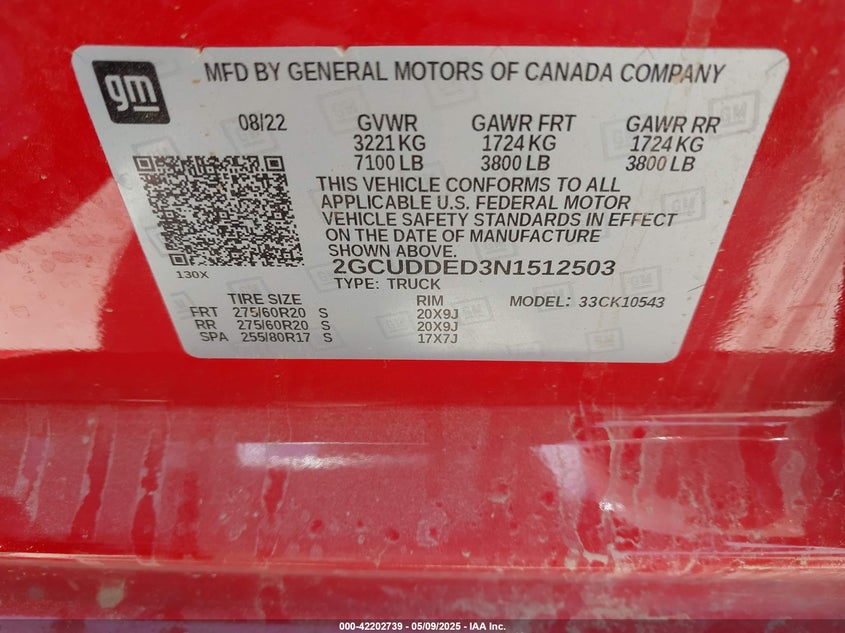 gm
MFD BY GENERAL MOTORS OF CANADA COMPANY
08/22 GVWR GAWR FRT GAWR RR
3221 KG 1724 KG 1724 KG
7100 LB 3800 LB 3800 LB
THIS VEHICLE CONFORMS TO ALL
APPLICABLE U.S. FEDERAL MOTOR
VEHICLE SAFETY STANDARDS IN EFFECT
ON THE DATE OF MANUFACTURE
SHOWN ABOVE.
130X
2GCUDDED3N1512503
TYPE: TRUCK
TIRE SIZE RIM MODEL: 33CK10543
FRT 275/60R20 S 20X9J
RR 275/60R20 S 20X9J
SPA 255/80R17 S 17X7J
000-42202739 — 05/09/2025 - IAA Inc.